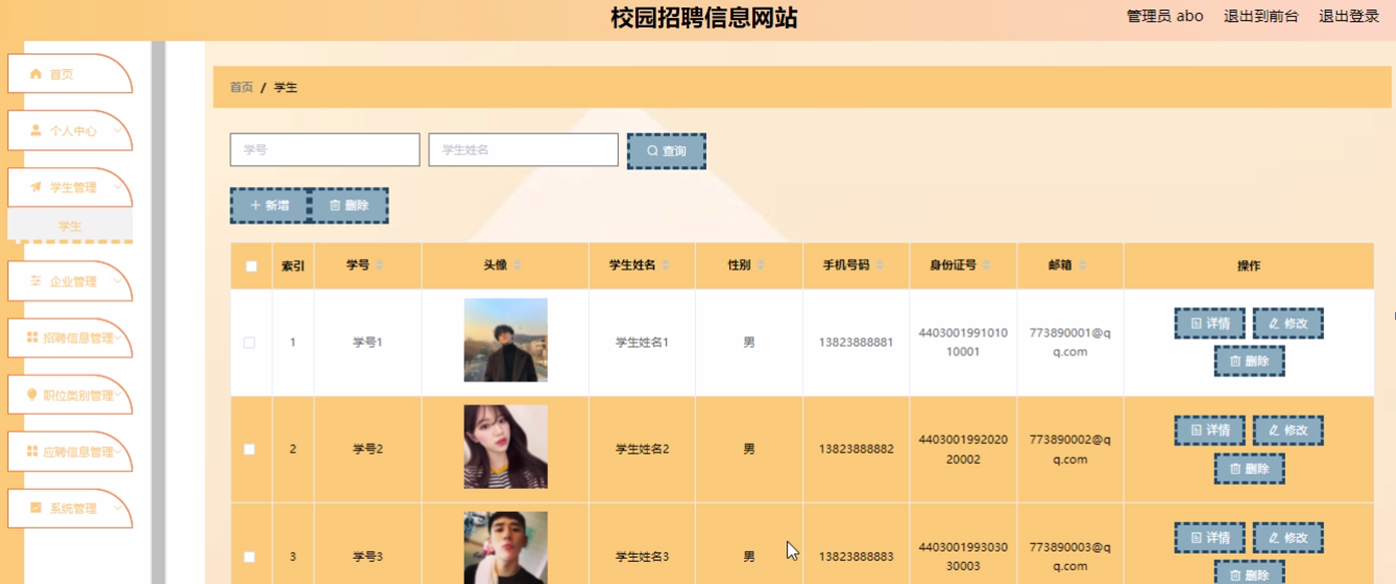 校园招聘信息网站
管理员 abo 退出到前台 退出登录
首页
个人中心
学生管理
学生
企业管理
招聘信息管理
职位类别管理
应聘信息管理
系统管理
首页 / 学生
学号 学生姓名 查询
新增 删除
索引 学号 头像 学生姓名 性别 手机号码 身份证号 邮箱 操作
1 学号1 学生姓名1 男 13823888881 4403001991010 773890001@q 详情 修改
10001 q.com 删除
2 学号2 学生姓名2 男 13823888882 4403001992020 773890002@q 详情 修改
20002 q.com 删除
3 学号3 学生姓名3 男 13823888883 4403001993030 773890003@q 详情 修改
30003 q.com 删除